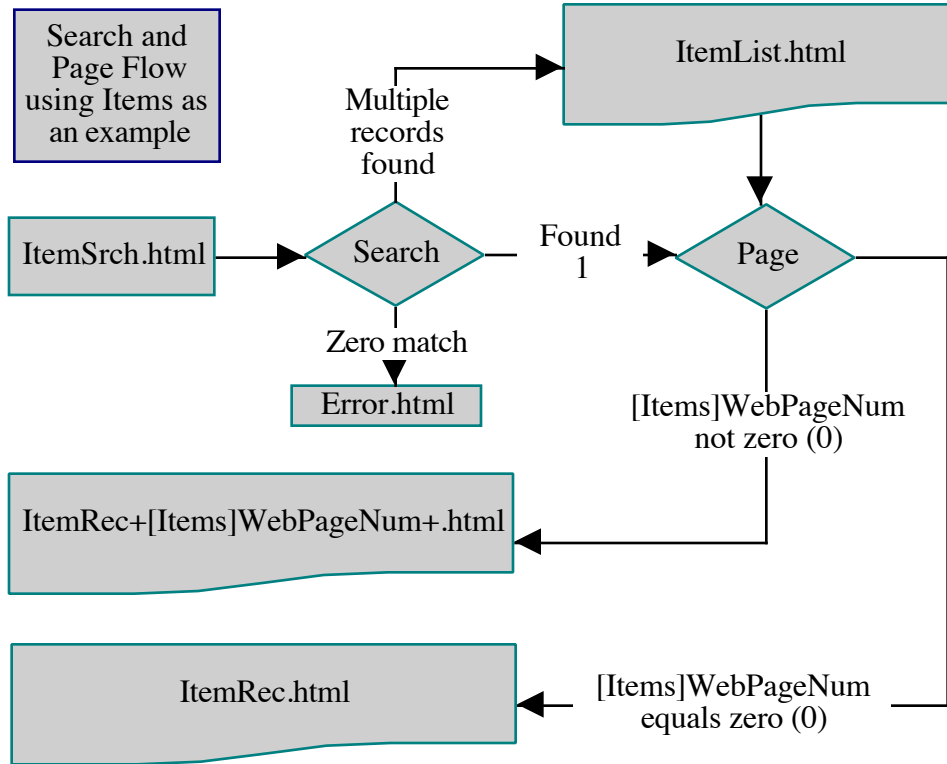 Search and
Page Flow
using Items as
an example
ItemList.html
Multiple
records
found
ItemSrch.html
Search
Found
1
Page
Zero match
Error.html
[Items]WebPageNum
not zero (0)
ItemRec+[Items]WebPageNum+.html
ItemRec.html
[Items]WebPageNum
equals zero (0)